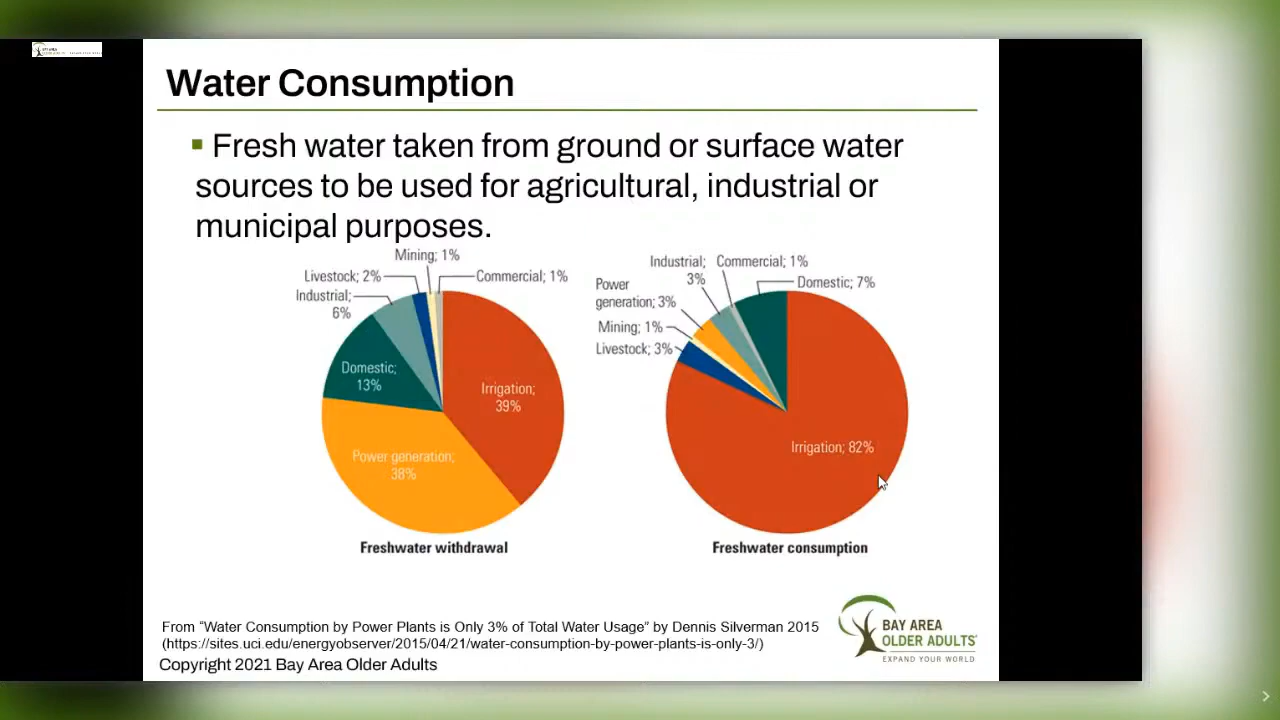 Water Consumption
Fresh water taken from ground or surface water
sources to be used for agricultural, industrial or
municipal purposes.
Mining; 1%
Livestock; 2%
Commercial; 1%
Industrial;
6%
Domestic;
13%
Irrigation;
39%
Power generation;
38%
Freshwater withdrawal
Industrial;
3%
Commercial; 1%
Power
generation; 3%
Domestic; 7%
Mining; 1%
Livestock; 3%
Irrigation; 82%
Freshwater consumption
From “Water Consumption by Power Plants is Only 3% of Total Water Usage” by Dennis Silverman 2015
(https://sites.uci.edu/energyobserver/2015/04/21/water-consumption-by-power-plants-is-only-3/)
Copyright 2021 Bay Area Older Adults
BAY AREA
OLDER ADULTS
EXPAND YOUR WORLD